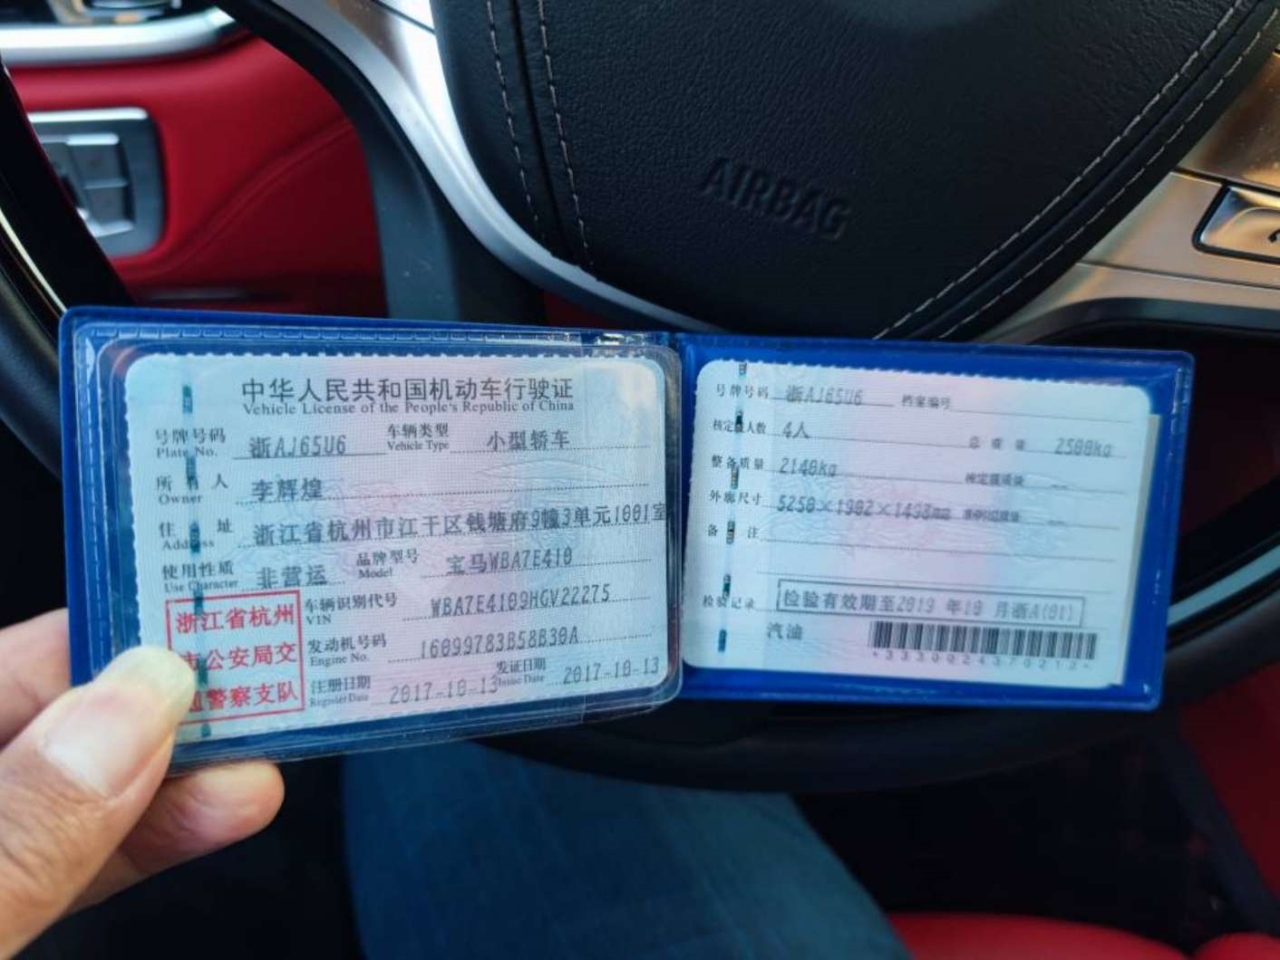 AIRBAG
中华人民共和国机动车行驶证
Vehicle License of the People's Republic of China
号牌号码 浙AJ65U6 车辆类型 小型轿车
Plate No. Vehicle Type
所有人 李辉煌
Owner
住址 浙江省杭州市江干区钱塘府9幢3单元1001室
Address
使用性质 非营运 品牌型号 宝马WBA7E410
Use Character Model
车辆识别代号 WBA7E4109HGV22275
VIN
发动机号码 16099783B58B30A
Engine No.
注册日期 2017-10-13 发证日期 2017-10-13
Register Date Issue Date
浙江省杭州
市公安局交
警察支队
号牌号码 浙AJ65U6 档案编号
核定载人数 4人 总质量 2500kg
整备质量 2140kg 核定载质量 --
外廓尺寸 5250×1902×1498mm --
备注
检验记录 检验有效期至2019年10月浙A(01)
汽油
*3330024370212*